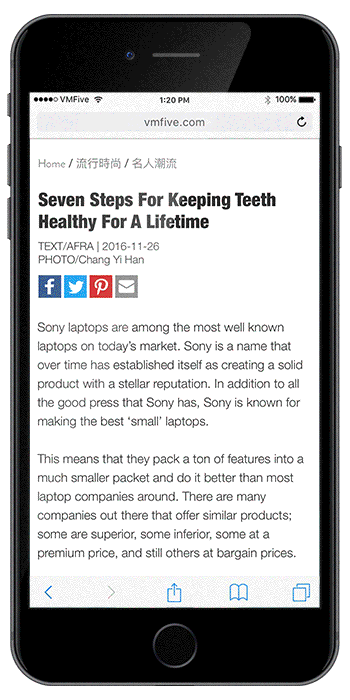 VMFive 1:20 PM 100%
vmfive.com
Home / 流行時尚 / 名人潮流
Seven Steps For Keeping Teeth
Healthy For A Lifetime
TEXT/AFRA | 2016-11-26
PHOTO/Chang Yi Han
Sony laptops are among the most well known
laptops on today’s market. Sony is a name that
over time has established itself as creating a solid
product with a stellar reputation. In addition to all
the good press that Sony has, Sony is known for
making the best ‘small’ laptops.
This means that they pack a ton of features into a
much smaller packet and do it better than most
laptop companies around. There are many
companies out there that offer similar products;
some are superior, some inferior, some at a
premium price, and still others at bargain prices.